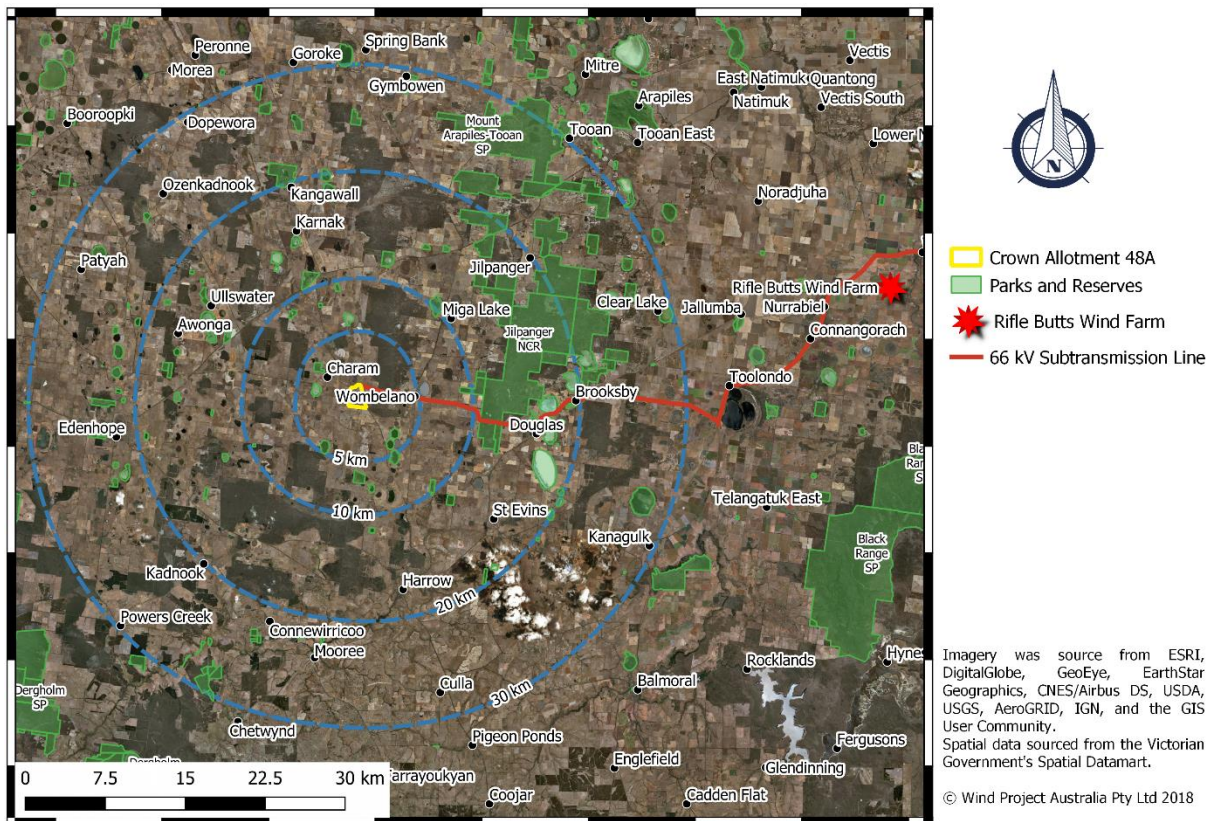 Peronne
Morea
Goroke
Spring Bank
Gymbowen
Mitre
Vectis
East Natimuk
Quantong
Natimuk
Vectis South
Arapiles
Booroopki
Dopewora
Mount
Arapiles-Tooan
SP
Tooan
Tooan East
Lower N
Ozenkadnook
Kangawall
Karnak
Noradjuha
Patyah
Jilpanger
Ullswater
Awonga
Miga Lake
Clear Lake
Jallumba
Rifle Butts Wind Farm
Nurrabiel
Connangorach
Jilpanger
NCR
Charam
Wombelano
Brooksby
Toolondo
Edenhope
Douglas
5 km
10 km
St Evins
Telangatuk East
Kanagulk
Black
Range
SP
Kadnook
Harrow
20 km
Powers Creek
Connewirricoo
Mooree
Rocklands
Hynes
Dergholm
SP
Culla
30 km
Balmoral
Chetwynd
Pigeon Ponds
Fergusons
Englefield
Glendinning
Coojar
Cadden Flat
0 7.5 15 22.5 30 km
N
Crown Allotment 48A
Parks and Reserves
Rifle Butts Wind Farm
66 kV Subtransmission Line
Imagery was source from ESRI,
DigitalGlobe, GeoEye, EarthStar
Geographics, CNES/Airbus DS, USDA,
USGS, AeroGRID, IGN, and the GIS
User Community.
Spatial data sourced from the Victorian
Government's Spatial Datamart.
© Wind Project Australia Pty Ltd 2018